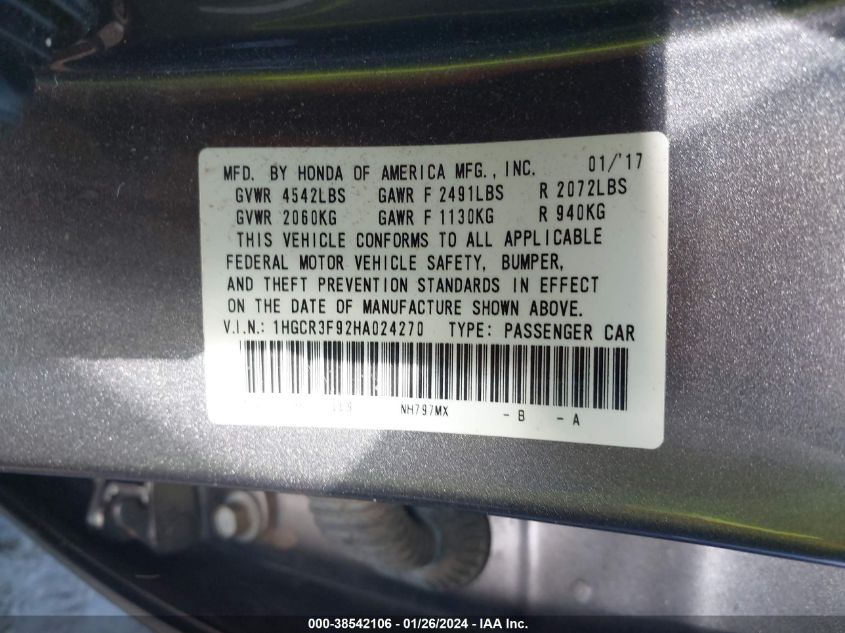 MFD. BY HONDA OF AMERICA MFG., INC. 01/'17
GVWR 4542LBS GAWR F 2491LBS R 2072LBS
GVWR 2060KG GAWR F 1130KG R 940KG
THIS VEHICLE CONFORMS TO ALL APPLICABLE
FEDERAL MOTOR VEHICLE SAFETY, BUMPER,
AND THEFT PREVENTION STANDARDS IN EFFECT
ON THE DATE OF MANUFACTURE SHOWN ABOVE.
V.I.N.: 1HGCR3F92HA024270 TYPE: PASSENGER CAR
NH797MX -B -A
000-38542106 - 01/26/2024 - IAA Inc.